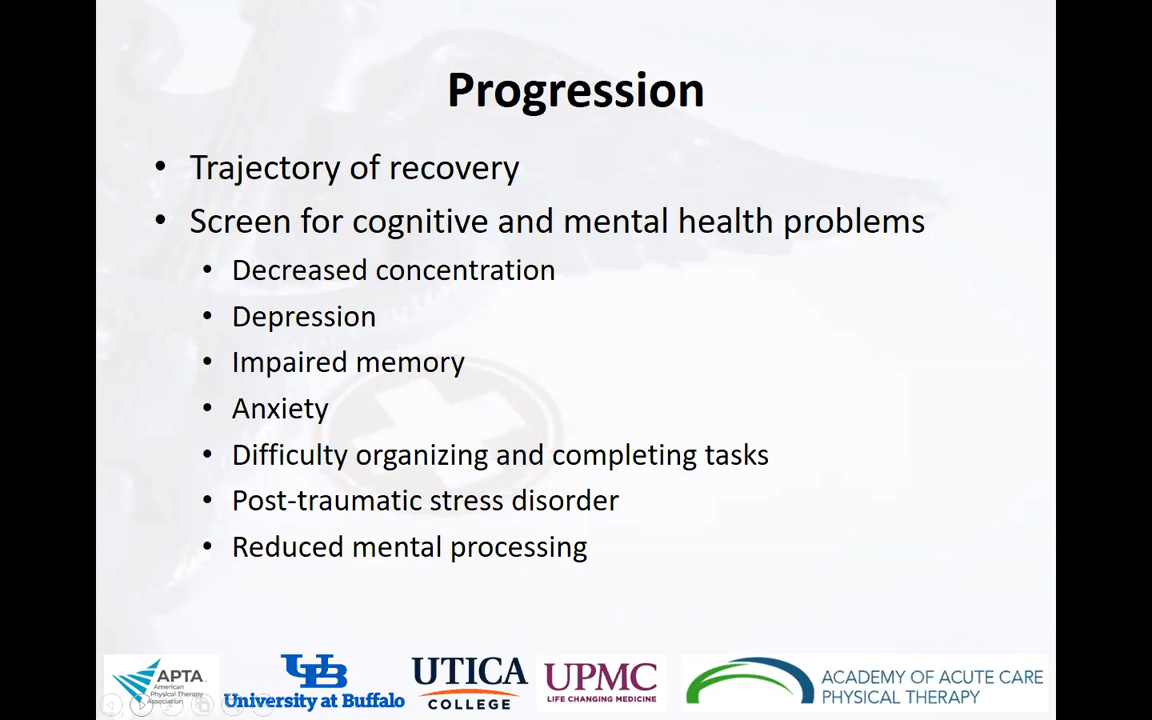 Progression
• Trajectory of recovery
• Screen for cognitive and mental health problems
• Decreased concentration
• Depression
• Impaired memory
• Anxiety
• Difficulty organizing and completing tasks
• Post-traumatic stress disorder
• Reduced mental processing
APTA
American
Physical Therapy
Association
UB
University at Buffalo
UTICA
COLLEGE
UPMC
LIFE CHANGING MEDICINE
ACADEMY OF ACUTE CARE
PHYSICAL THERAPY